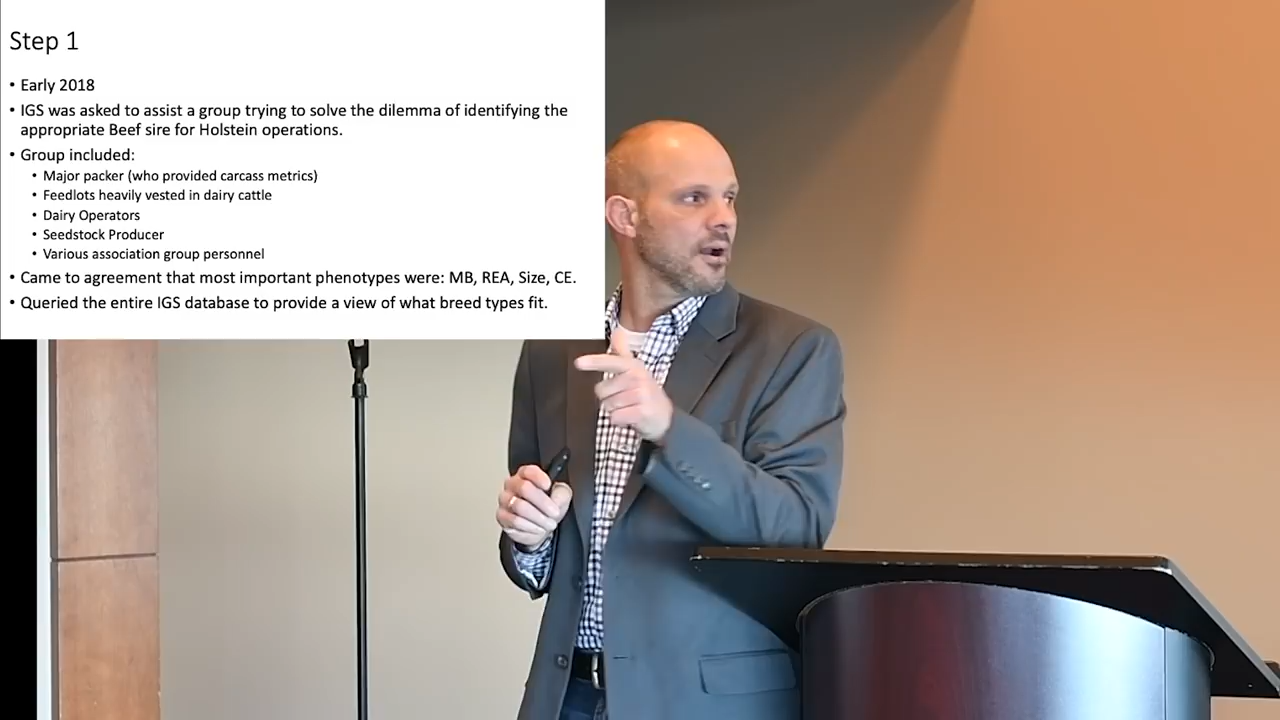 Step 1
• Early 2018
• IGS was asked to assist a group trying to solve the dilemma of identifying the
appropriate Beef sire for Holstein operations.
• Group included:
• Major packer (who provided carcass metrics)
• Feedlots heavily vested in dairy cattle
• Dairy Operators
• Seedstock Producer
• Various association group personnel
• Came to agreement that most important phenotypes were: MB, REA, Size, CE.
• Queried the entire IGS database to provide a view of what breed types fit.